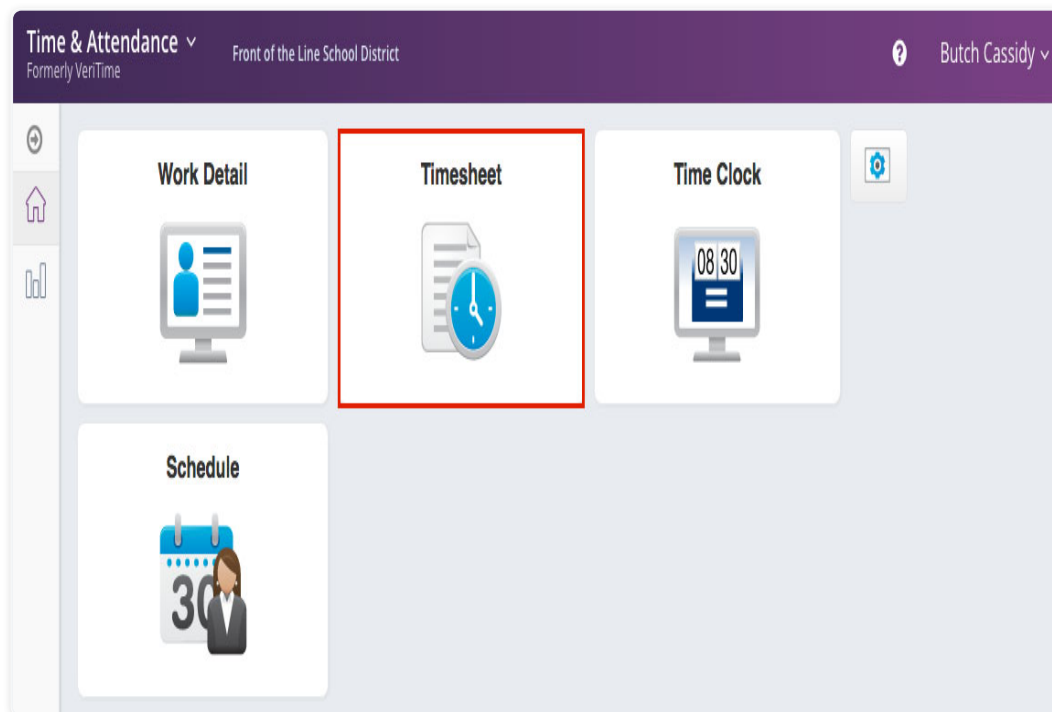 Time & Attendance
Formerly VeriTime
Front of the Line School District
?
Butch Cassidy
Work Detail
Timesheet
Time Clock
08 30
Schedule
30